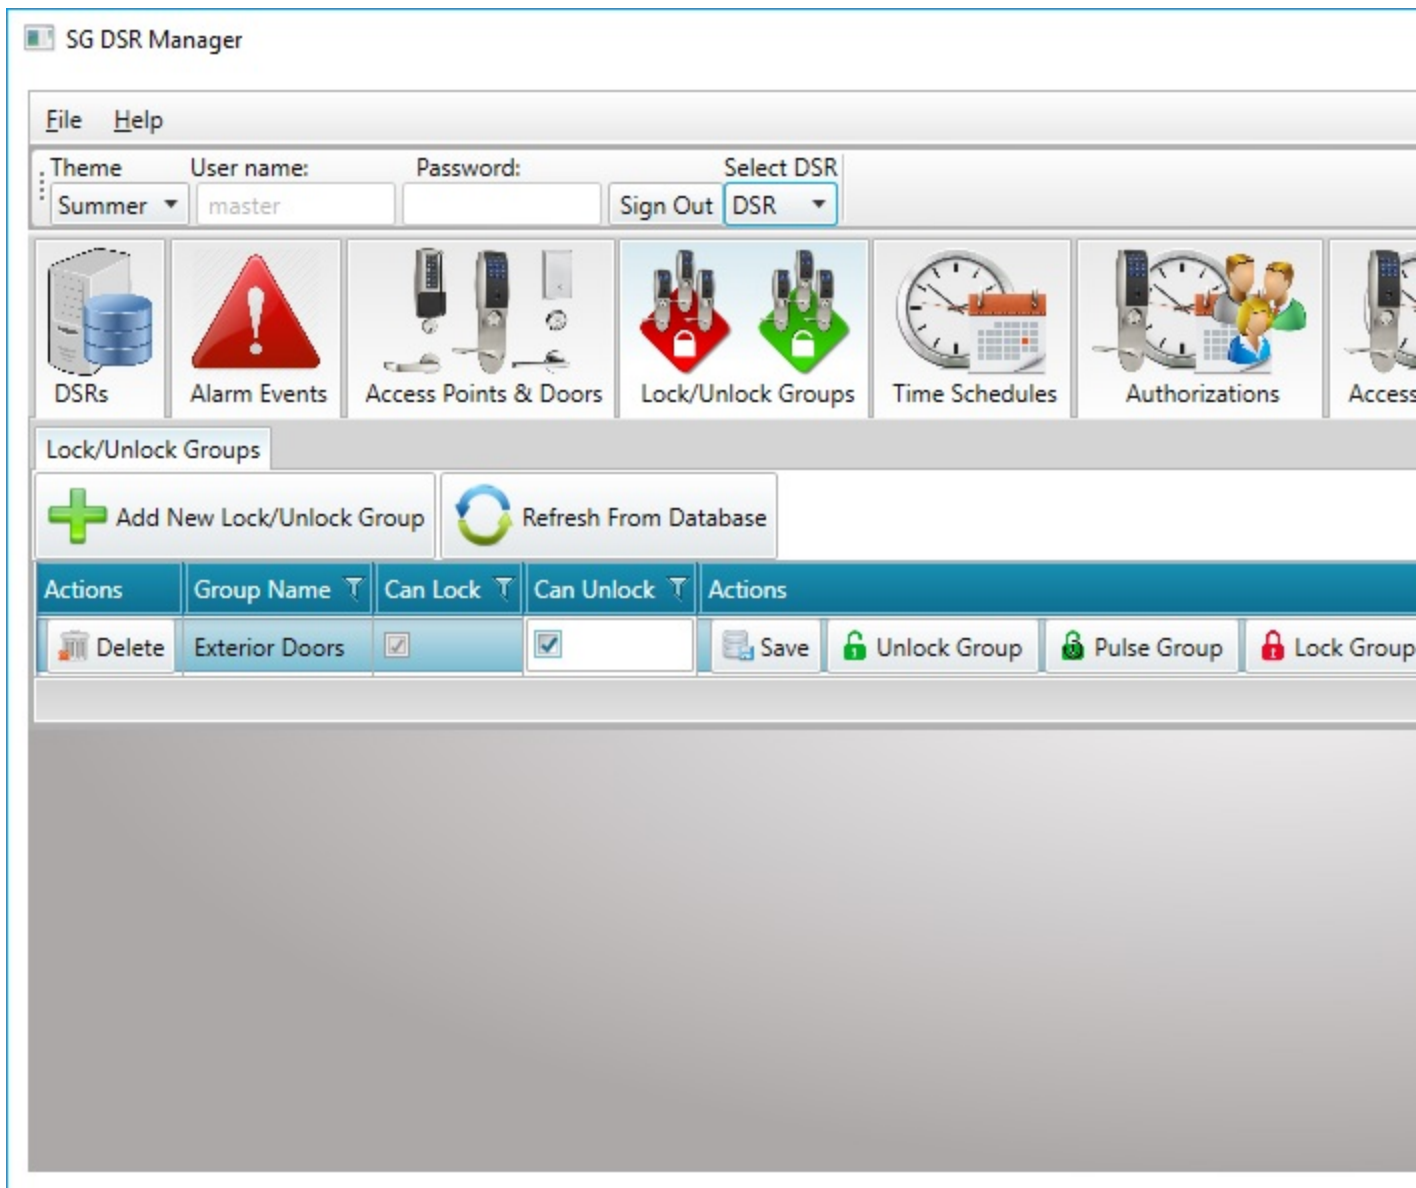 SG DSR Manager
File Help
Theme User name: Password: Select DSR
Summer master Sign Out DSR
DSRs Alarm Events Access Points & Doors Lock/Unlock Groups Time Schedules Authorizations Access
Lock/Unlock Groups
Add New Lock/Unlock Group Refresh From Database
Actions Group Name Can Lock Can Unlock Actions
Delete Exterior Doors Save Unlock Group Pulse Group Lock Group